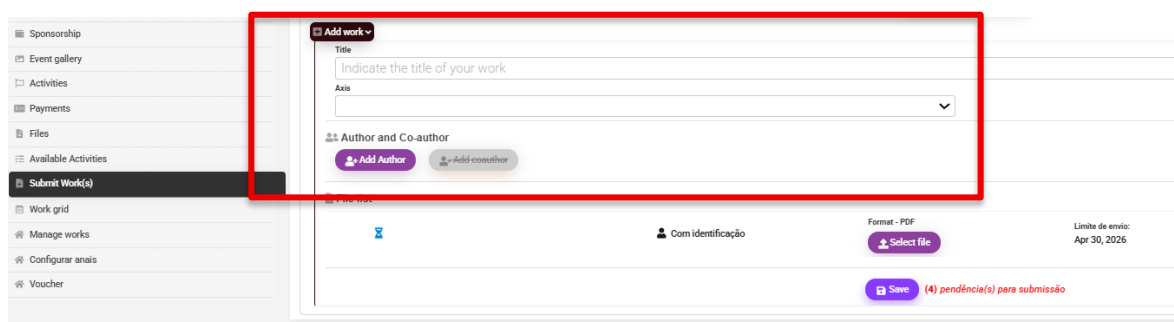 Sponsorship
Event gallery
Activities
Payments
Files
Available Activities
Submit Work(s)
Work grid
Manage works
Configurar anais
Voucher
Add work
Title
Indicate the title of your work
Axis
Author and Co-author
Add Author
Add coauthor
File list
Com identificação
Format - PDF
Select file
Limite de envio:
Apr 30, 2026
Save
(4) pendência(s) para submissão